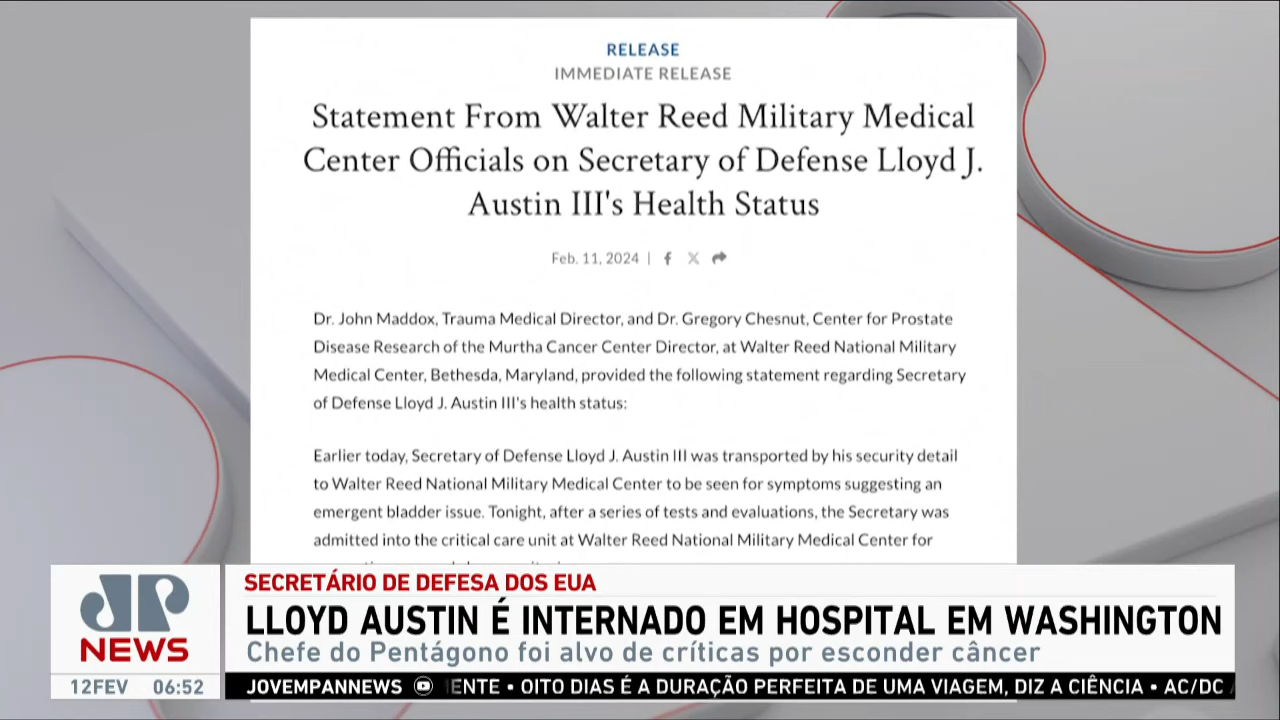 RELEASE
IMMEDIATE RELEASE
Statement From Walter Reed Military Medical
Center Officials on Secretary of Defense Lloyd J.
Austin III's Health Status
Feb. 11, 2024 |
Dr. John Maddox, Trauma Medical Director, and Dr. Gregory Chesnut, Center for Prostate
Disease Research of the Murtha Cancer Center Director, at Walter Reed National Military
Medical Center, Bethesda, Maryland, provided the following statement regarding Secretary
of Defense Lloyd J. Austin III's health status:
Earlier today, Secretary of Defense Lloyd J. Austin III was transported by his security detail
to Walter Reed National Military Medical Center to be seen for symptoms suggesting an
emergent bladder issue. Tonight, after a series of tests and evaluations, the Secretary was
admitted into the critical care unit at Walter Reed National Military Medical Center for
JP
NEWS
12FEV 06:52
SECRETÁRIO DE DEFESA DOS EUA
LLOYD AUSTIN É INTERNADO EM HOSPITAL EM WASHINGTON
Chefe do Pentágono foi alvo de críticas por esconder câncer
JOVEMPANNEWS ENTE • OITO DIAS É A DURAÇÃO PERFEITA DE UMA VIAGEM, DIZ A CIÊNCIA • AC/DC